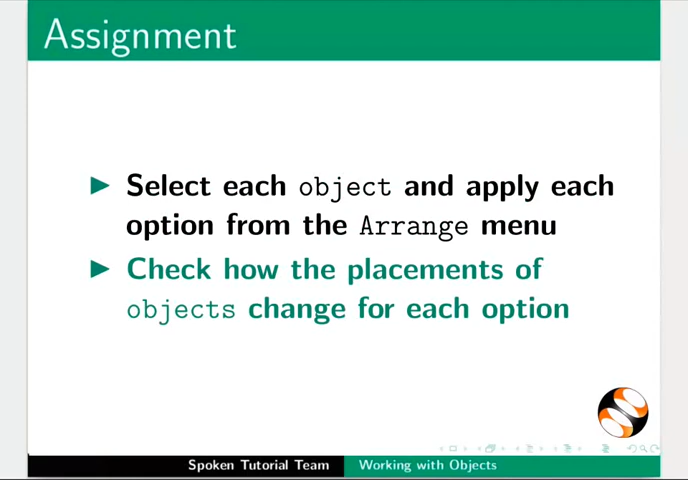 Assignment
Select each object and apply each
option from the Arrange menu
Check how the placements of
objects change for each option
Spoken Tutorial Team
Working with Objects